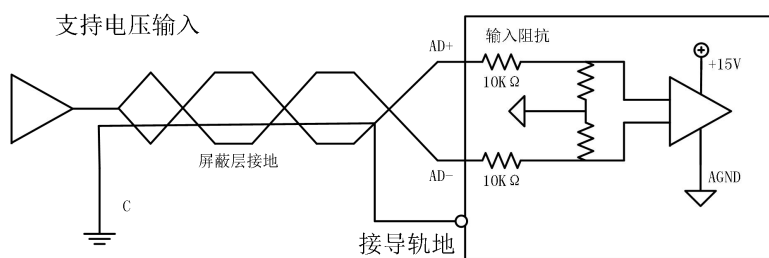 支持电压输入
AD+
输入阻抗
10KΩ
+15V
屏蔽层接地
AD-
10KΩ
AGND
C
接导轨地